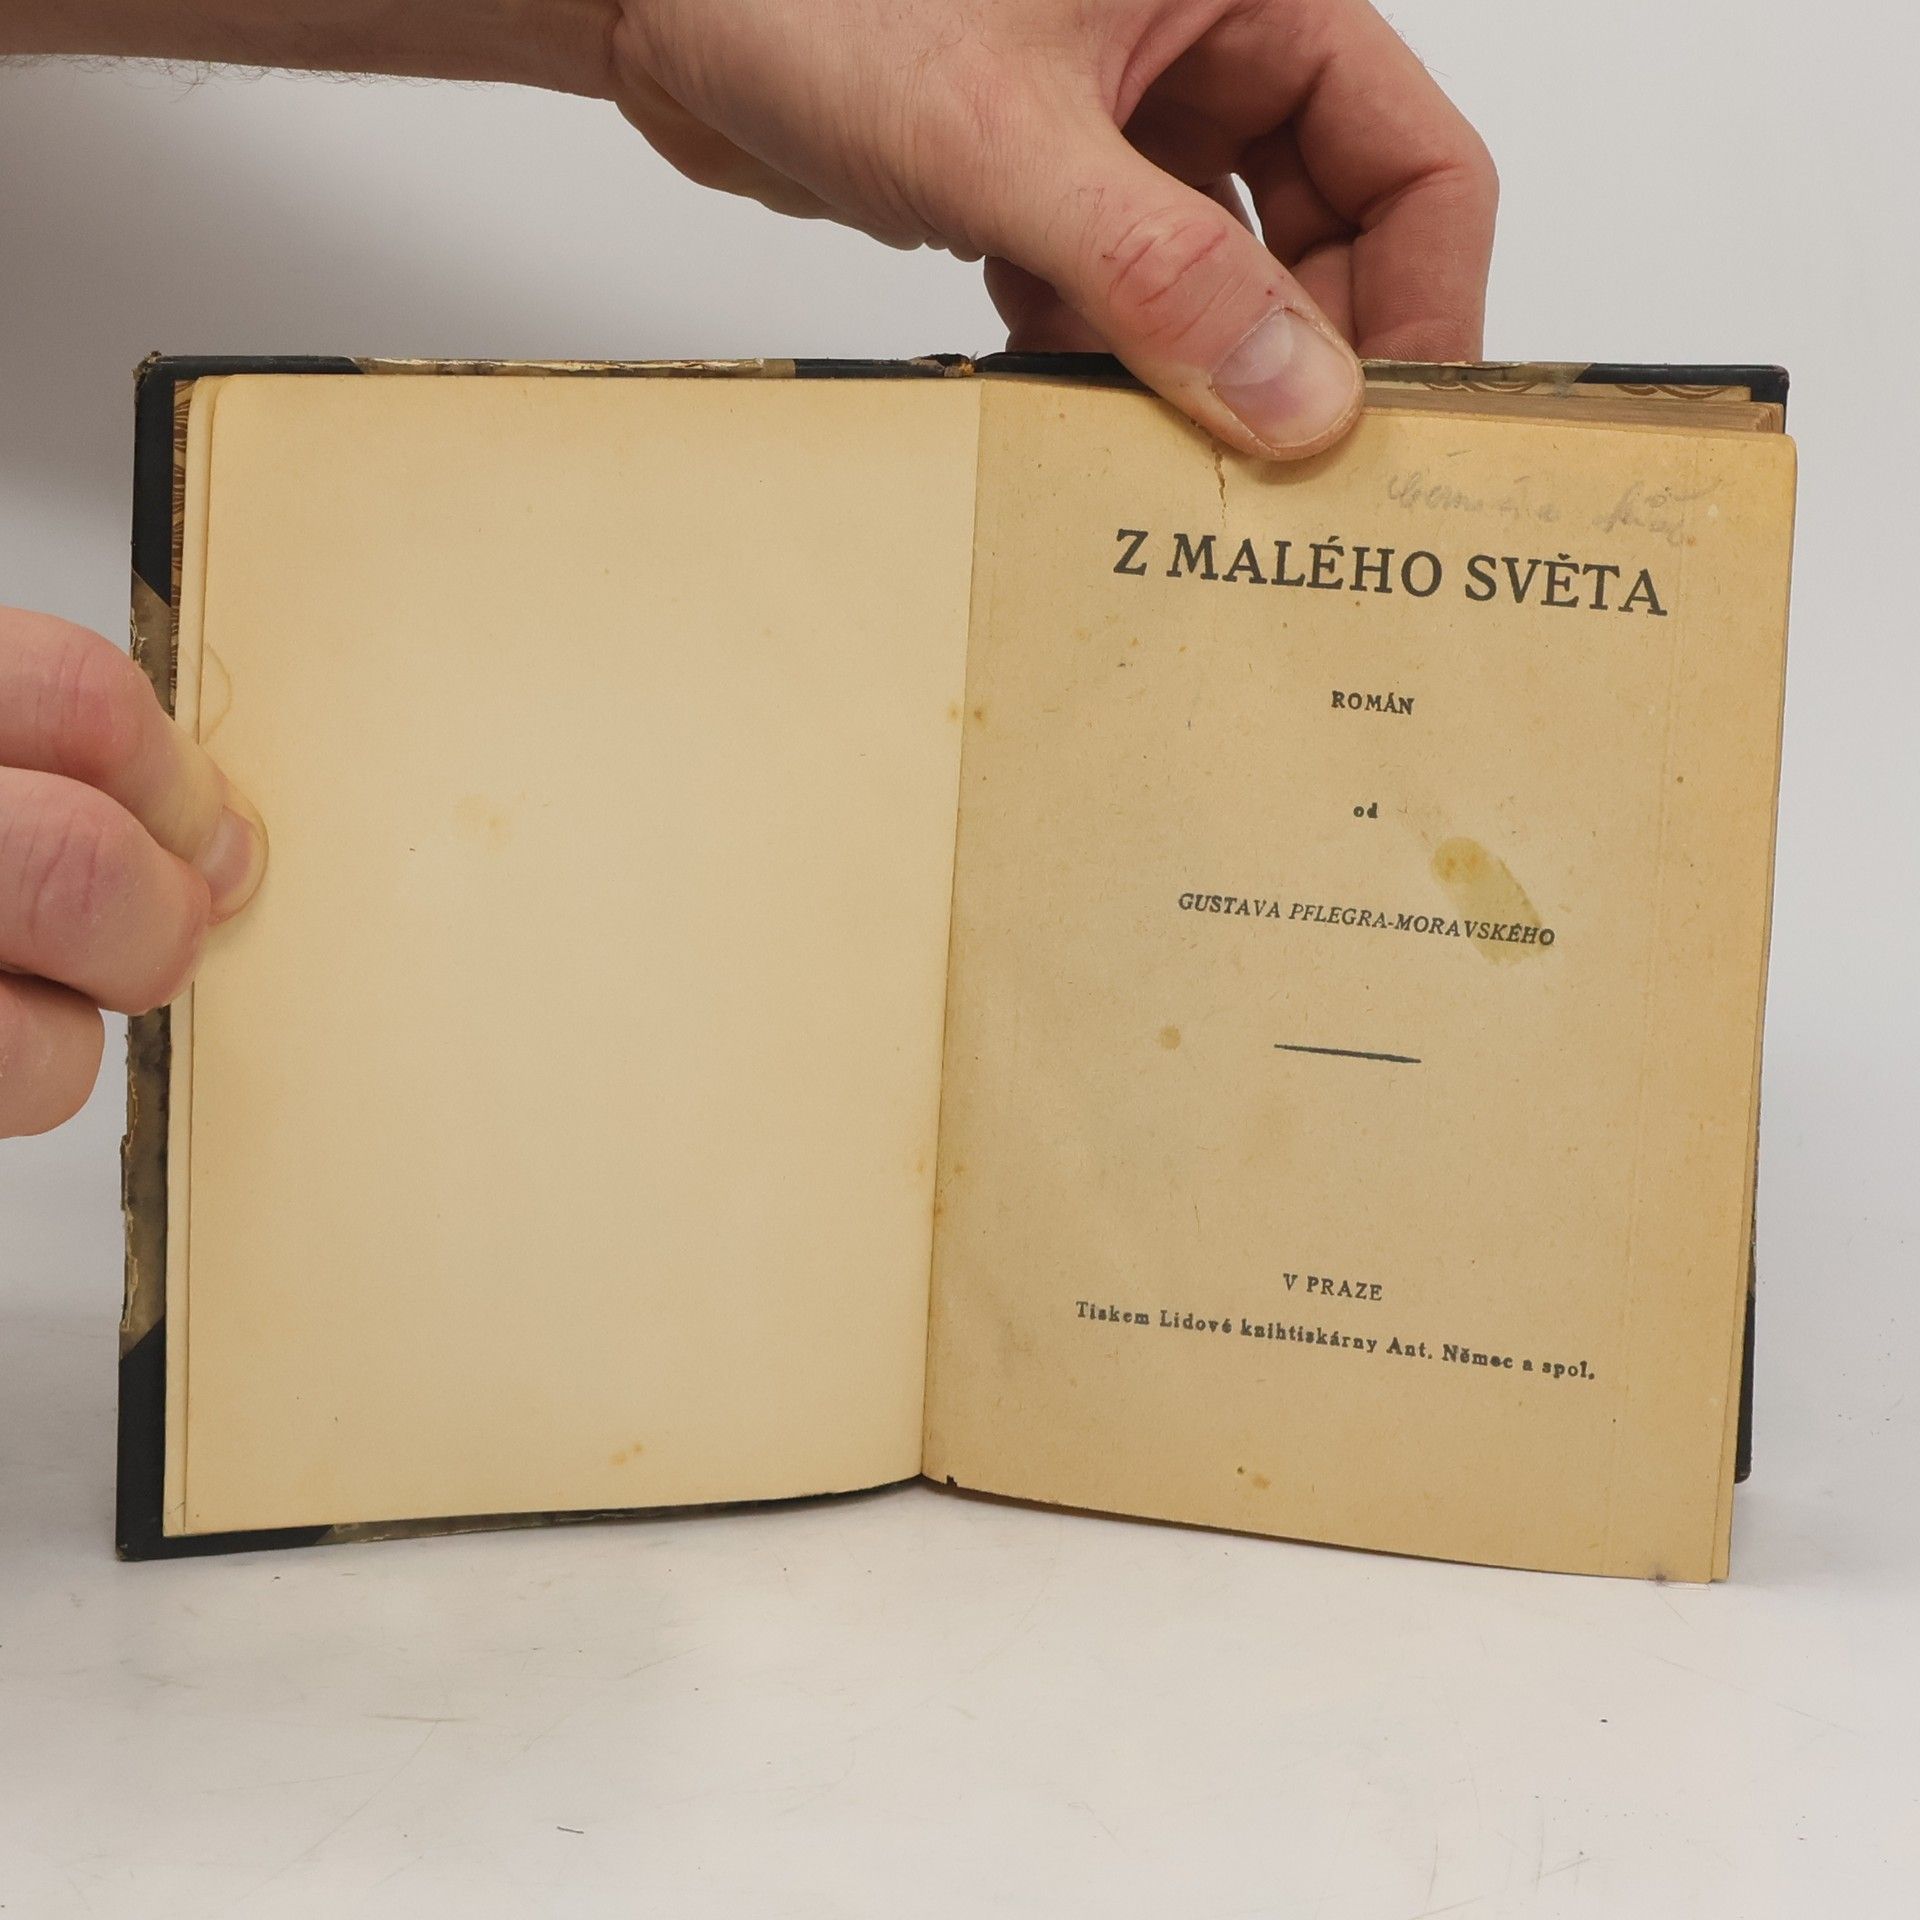 Z MALÉHO SVĚTA
ROMÁN
od
GUSTAVA PFLEGRA-MORAVSKÉHO
V PRAZE
Tiskem Lidové knihtiskárny Ant. Němec a spol.